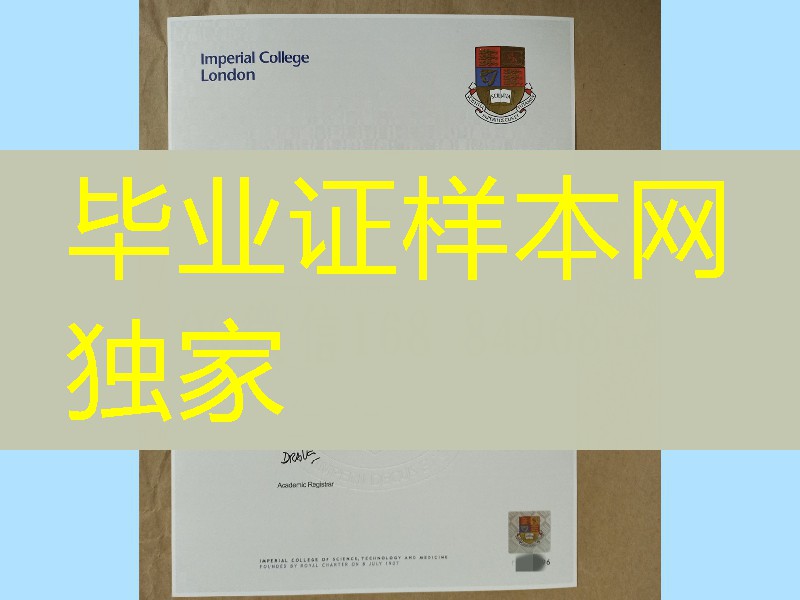 Imperial College
London
SCIENTIA
毕业证样本网
独家
Academic Registrar
IMPERIAL COLLEGE OF SCIENCE, TECHNOLOGY AND MEDICINE
FOUNDED BY ROYAL CHARTER ON 8 JULY 1907